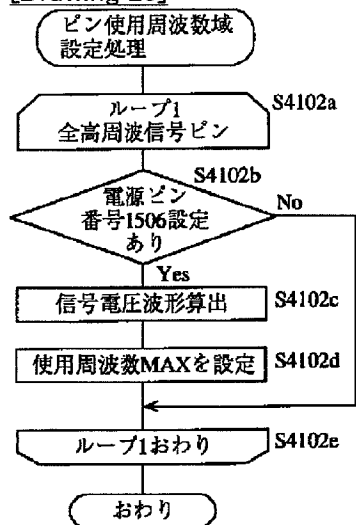 ピン使用周波数域
設定処理
ループ1
全高周波信号ピン
S4102a
S4102b
電源ピン
番号1506設定
あり
No
Yes
信号電圧波形算出
S4102c
使用周波数MAXを設定
S4102d
ループ1おわり
S4102e
おわり